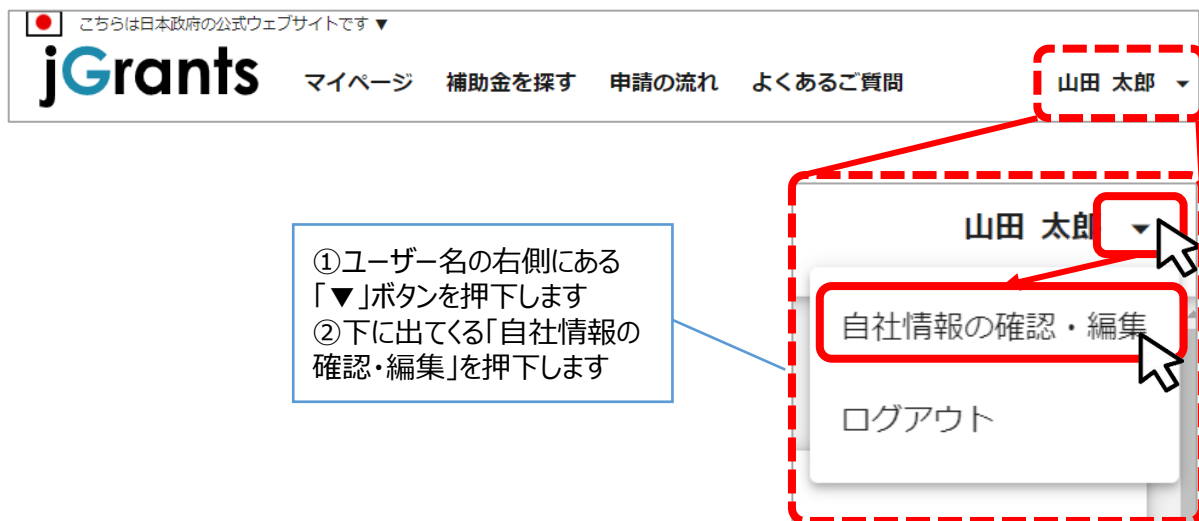 こちらは日本政府の公式ウェブサイトです ▼
jGrants マイページ 補助金を探す 申請の流れ よくあるご質問 山田 太郎 ▼
山田 太郎 ▼
①ユーザー名の右側にある
「▼」ボタンを押下します
②下に出てくる「自社情報の
確認・編集」を押下します
自社情報の確認・編集
ログアウト